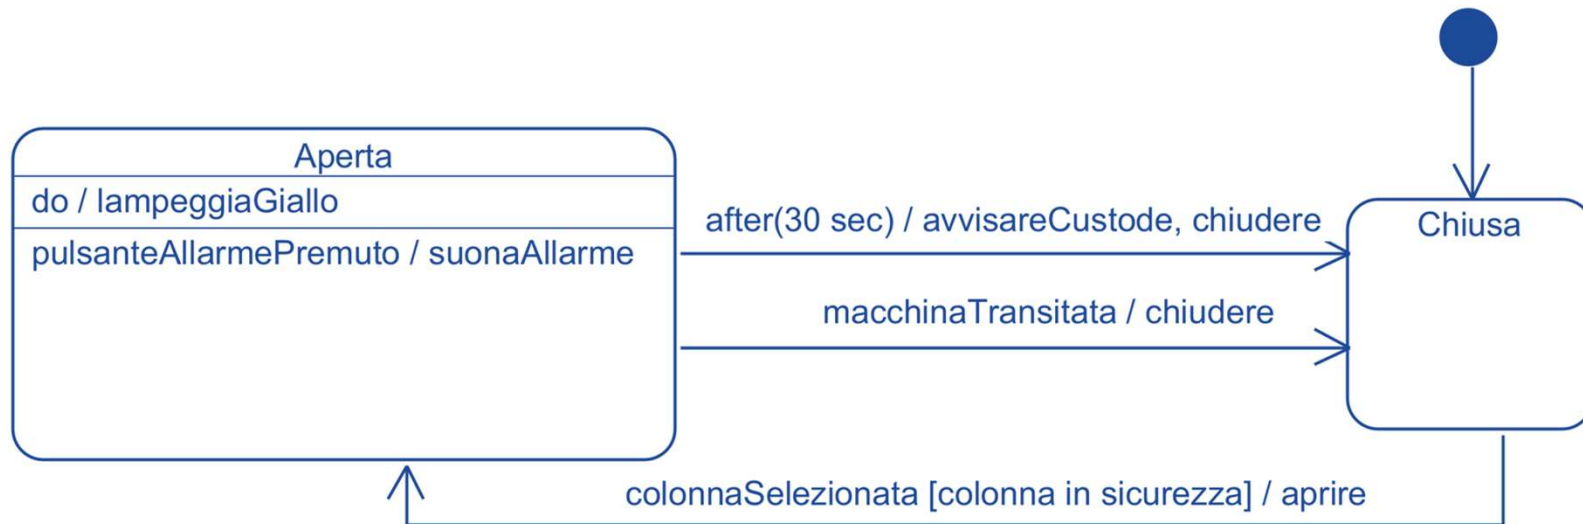 Aperta
do / lampeggiaGiallo
pulsanteAllarmePremuto / suonaAllarme
after(30 sec) / avvisareCustode, chiudere
macchinaTransitata / chiudere
Chiusa
colonnaSelezionata [colonna in sicurezza] / aprire